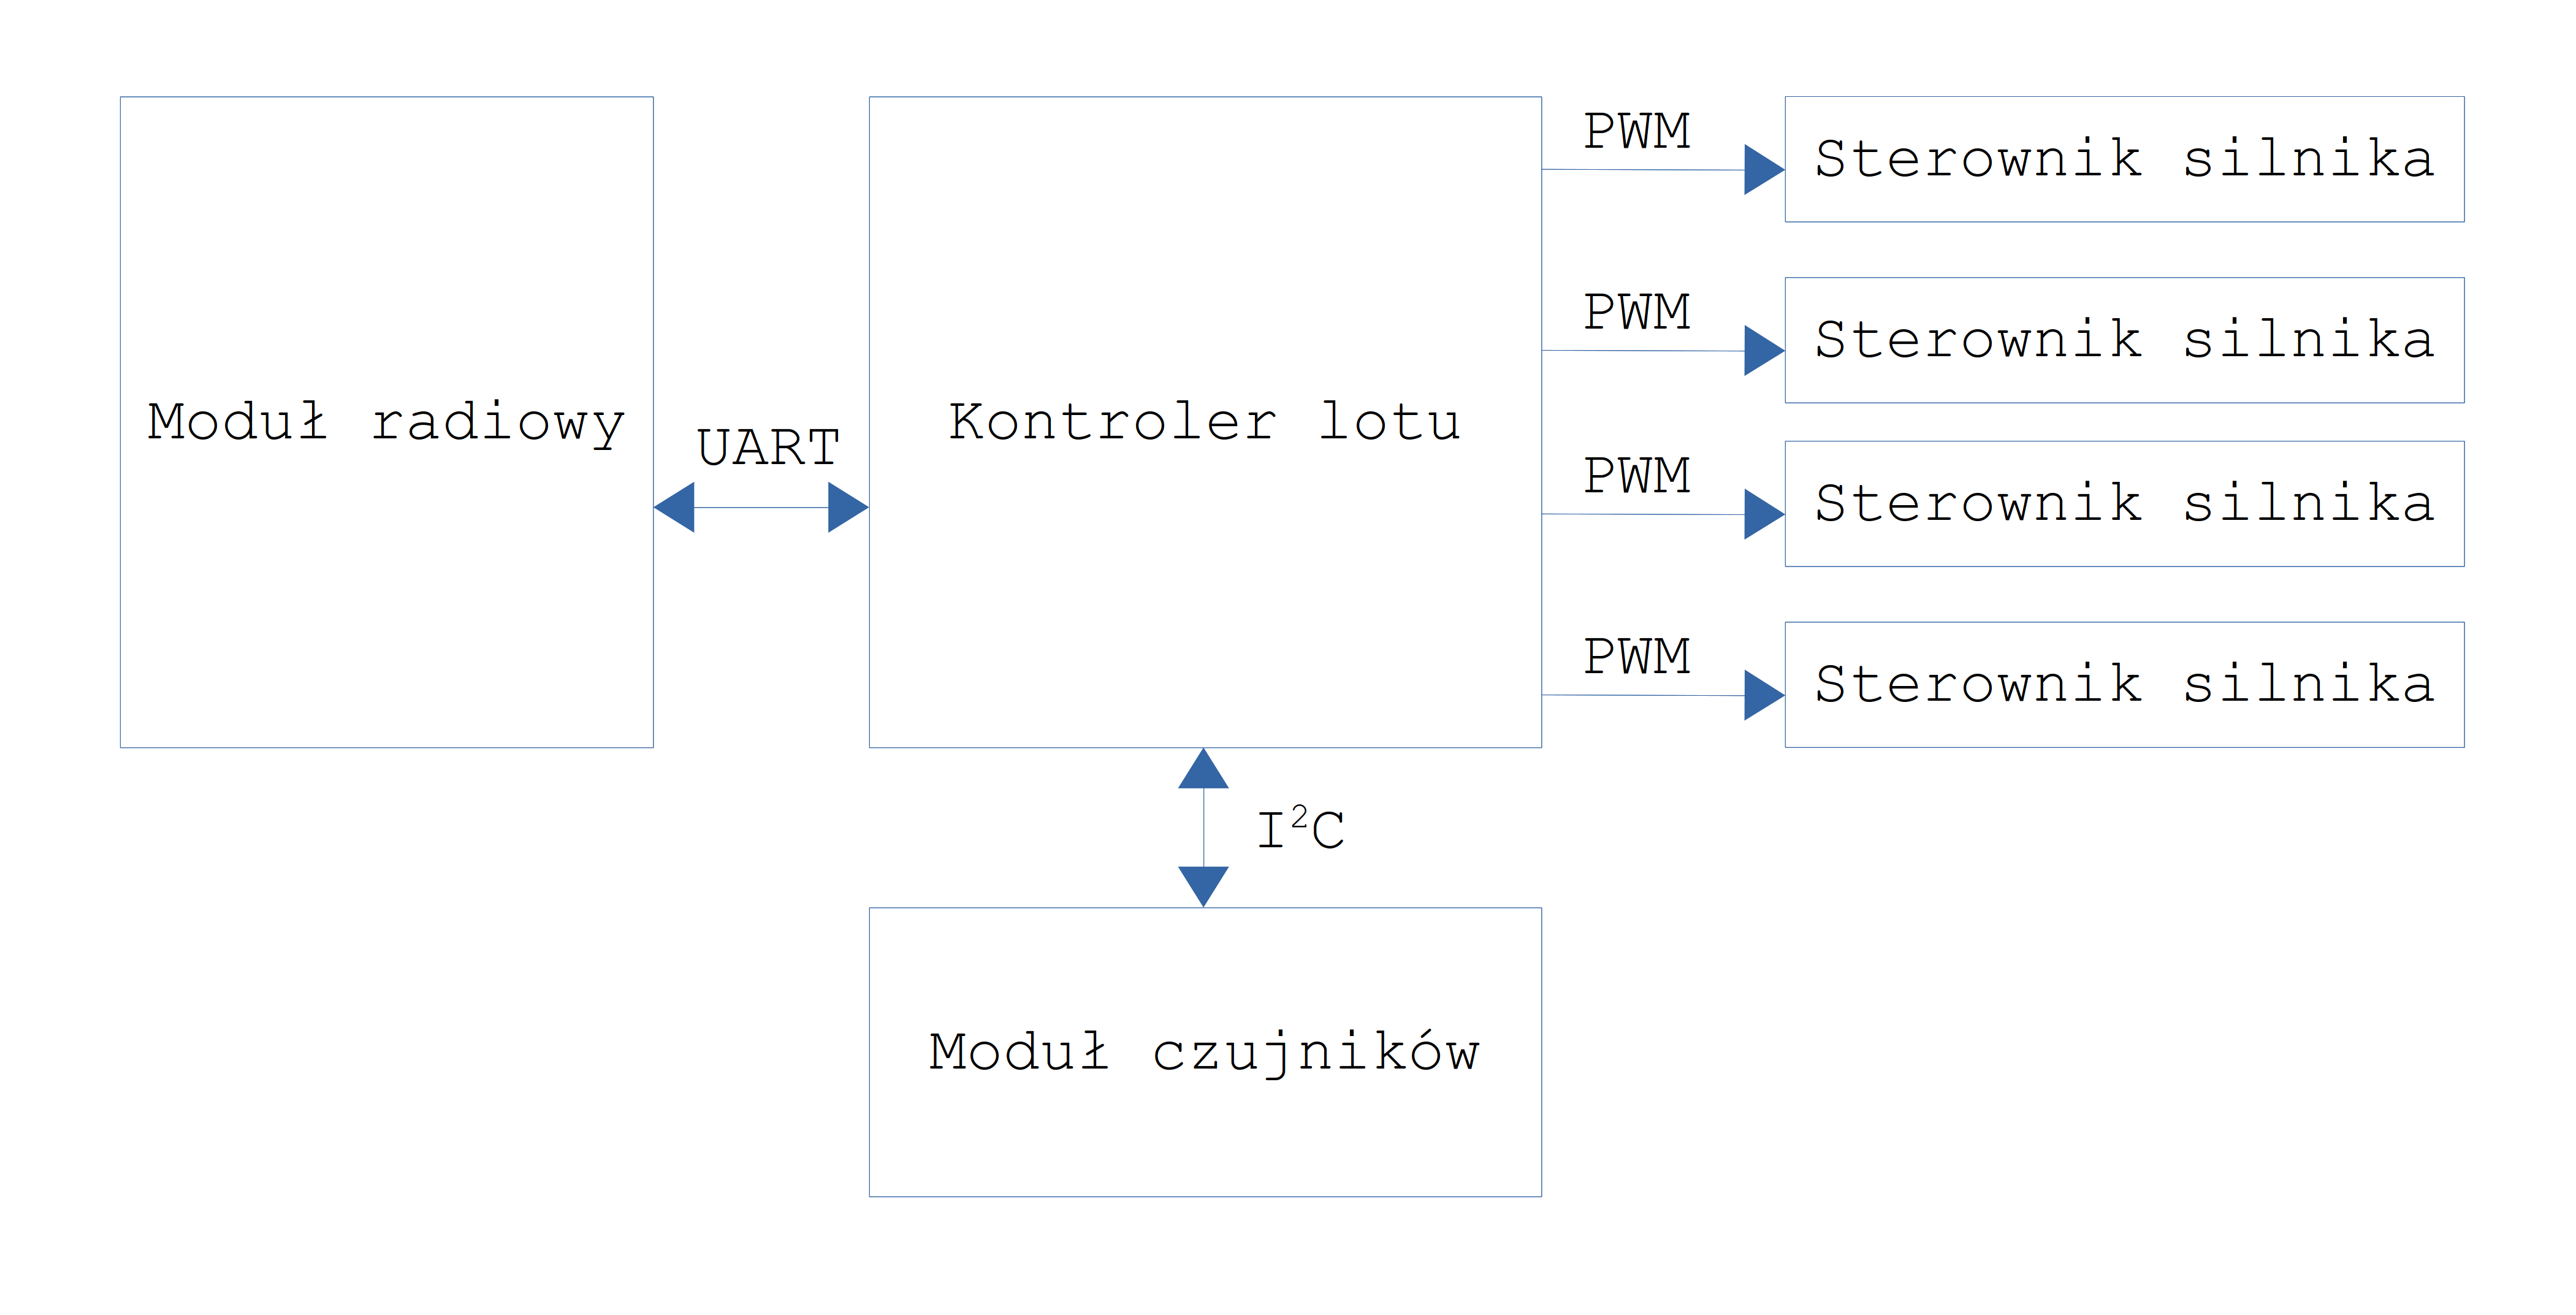 PWM
Sterownik silnika
PWM
Sterownik silnika
Moduł radiowy
UART
Kontroler lotu
PWM
Sterownik silnika
PWM
Sterownik silnika
I²C
Moduł czujników